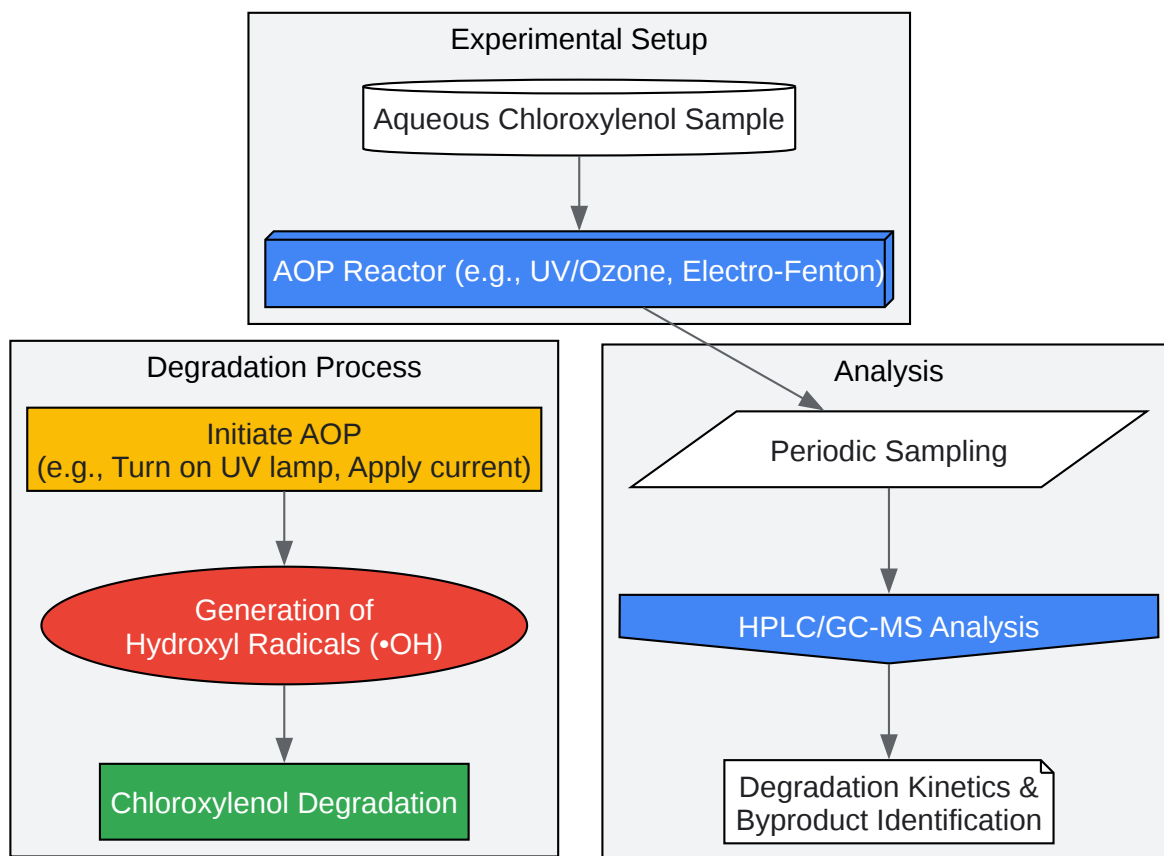 Experimental Setup
Aqueous Chloroxylenol Sample
AOP Reactor (e.g., UV/Ozone, Electro-Fenton)
Degradation Process
Initiate AOP
(e.g., Turn on UV lamp, Apply current)
Generation of
Hydroxyl Radicals (•OH)
Chloroxylenol Degradation
Analysis
Periodic Sampling
HPLC/GC-MS Analysis
Degradation Kinetics &
Byproduct Identification